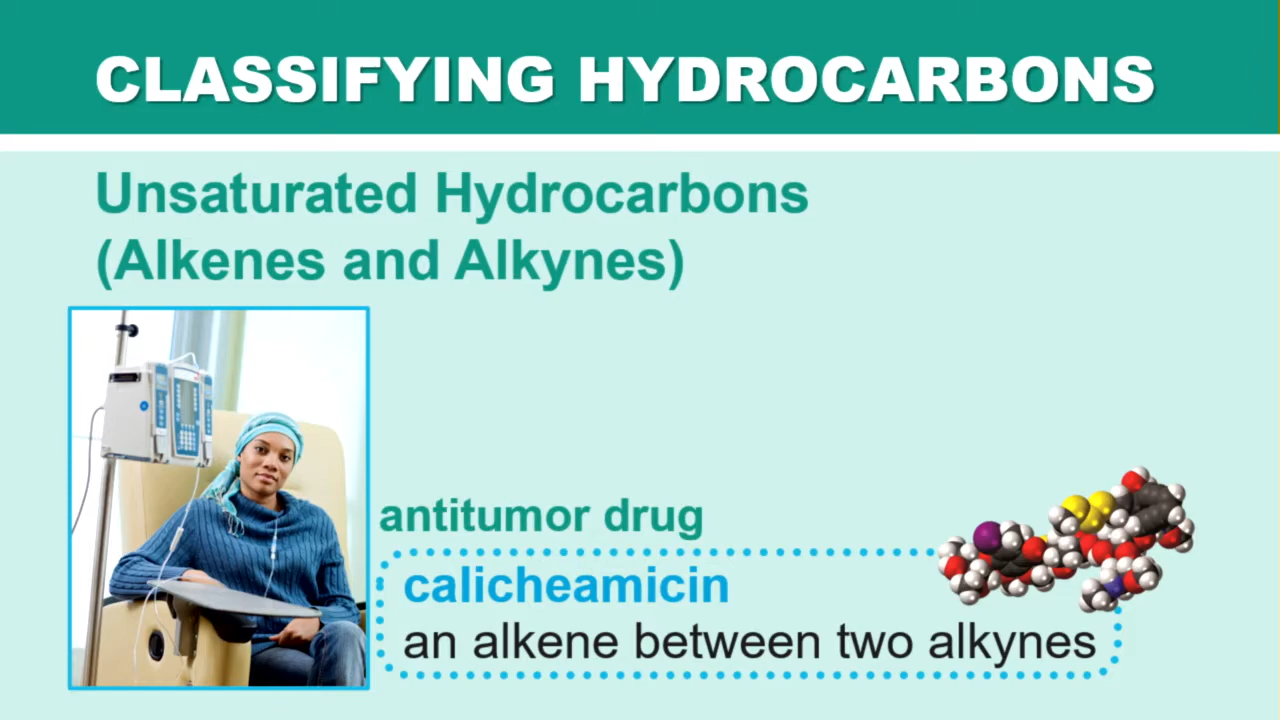 CLASSIFYING HYDROCARBONS
Unsaturated Hydrocarbons
(Alkenes and Alkynes)
antitumor drug
calicheamicin
an alkene between two alkynes